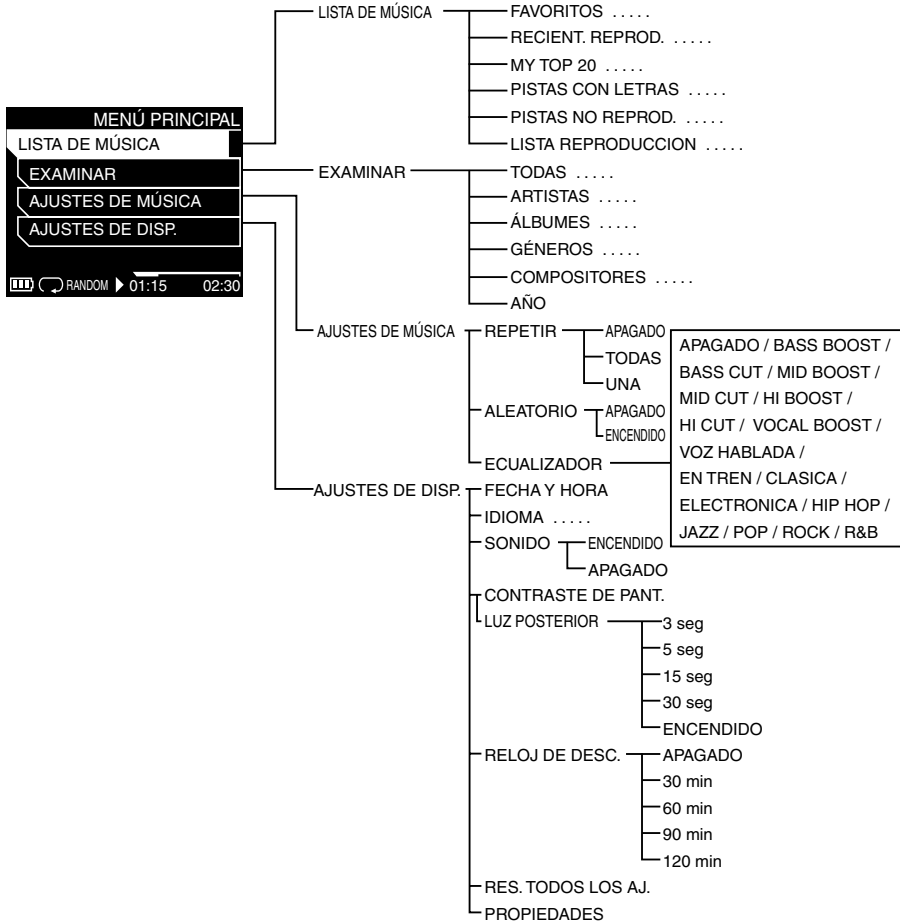 MENÚ PRINCIPAL
LISTA DE MÚSICA
EXAMINAR
AJUSTES DE MÚSICA
AJUSTES DE DISP.
RANDOM 01:15 02:30
LISTA DE MÚSICA
FAVORITOS . . . . .
RECIENT. REPROD. . . . . .
MY TOP 20 . . . . .
PISTAS CON LETRAS . . . . .
PISTAS NO REPROD. . . . . .
LISTA REPRODUCCION . . . . .
EXAMINAR
TODAS . . . . .
ARTISTAS . . . . .
ÁLBUMES . . . . .
GÉNEROS . . . . .
COMPOSITORES . . . . .
AÑO
AJUSTES DE MÚSICA
REPETIR
APAGADO
TODAS
UNA
ALEATORIO
APAGADO
ENCENDIDO
ECUALIZADOR
APAGADO / BASS BOOST /
BASS CUT / MID BOOST /
MID CUT / HI BOOST /
HI CUT / VOCAL BOOST /
VOZ HABLADA /
EN TREN / CLASICA /
ELECTRONICA / HIP HOP /
JAZZ / POP / ROCK / R&B
AJUSTES DE DISP.
FECHA Y HORA
IDIOMA . . . . .
SONIDO
ENCENDIDO
APAGADO
CONTRASTE DE PANT.
LUZ POSTERIOR
3 seg
5 seg
15 seg
30 seg
ENCENDIDO
RELOJ DE DESC.
APAGADO
30 min
60 min
90 min
120 min
RES. TODOS LOS AJ.
PROPIEDADES